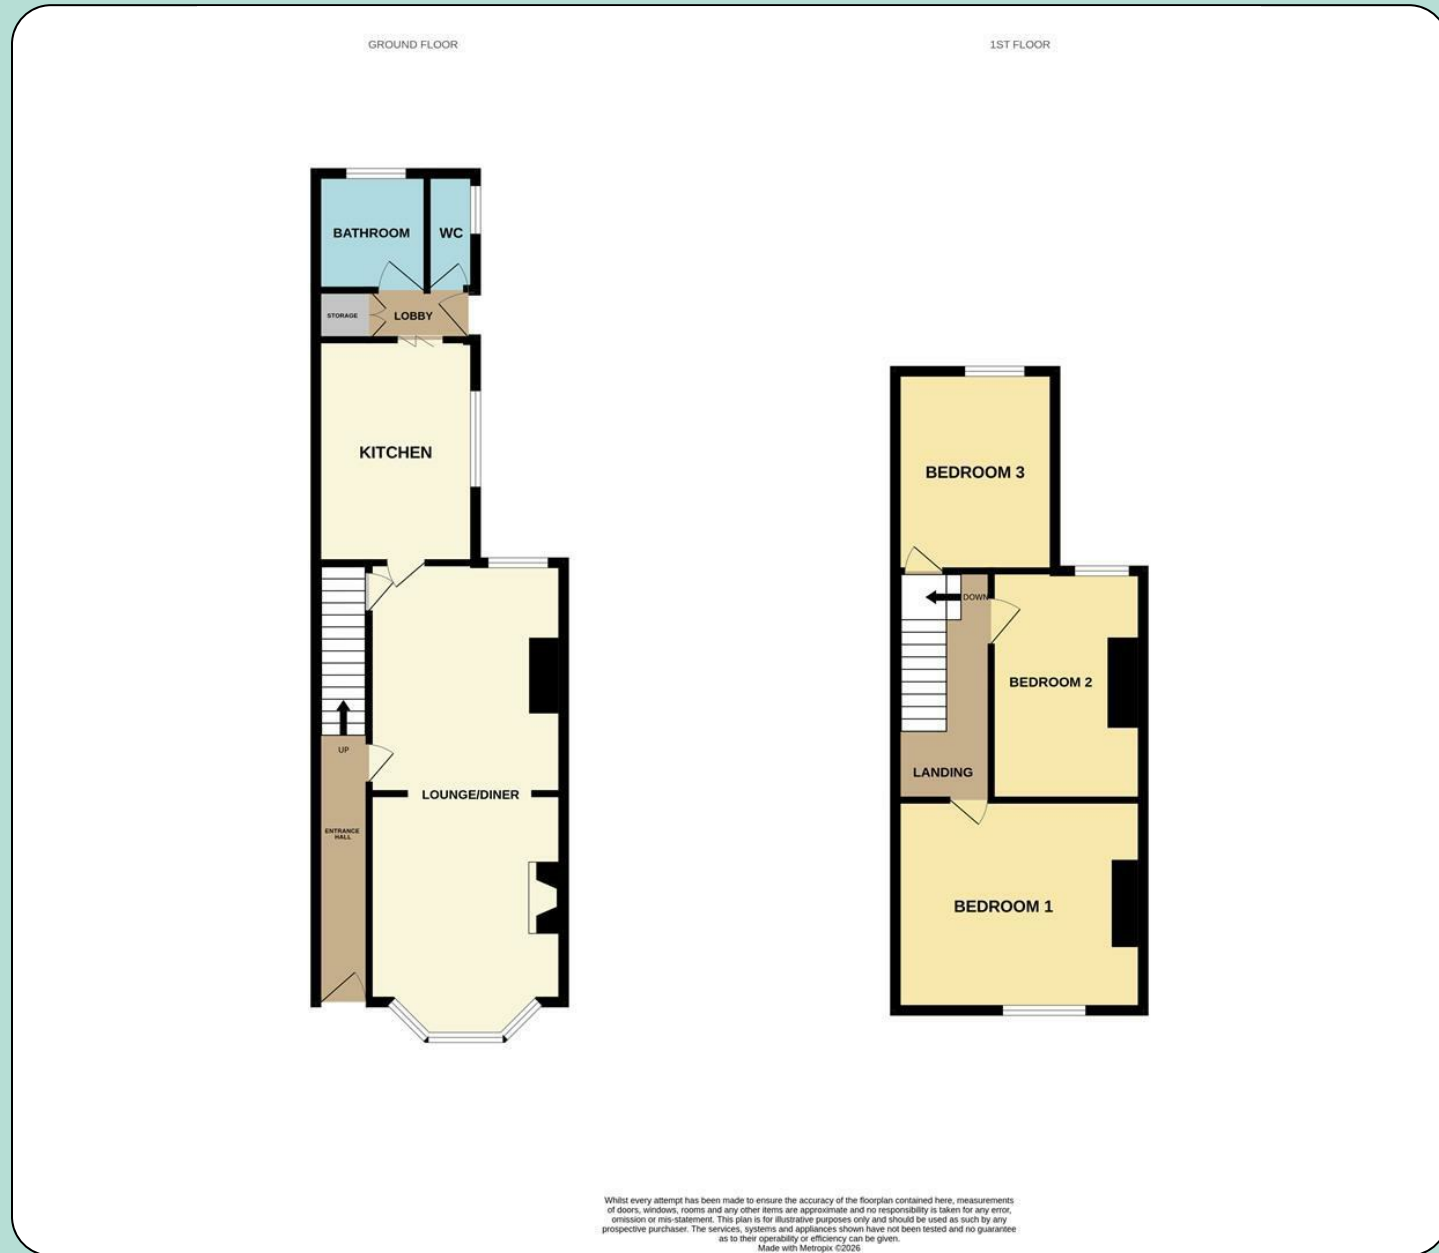 GROUND FLOOR
1ST FLOOR
BATHROOM
WC
STORAGE
LOBBY
KITCHEN
UP
LOUNGE/DINER
ENTRANCE
HALL
BEDROOM 3
DOWN
BEDROOM 2
LANDING
BEDROOM 1
Whilst every attempt has been made to ensure the accuracy of the floorplan contained here, measurements
of doors, windows, rooms and any other items are approximate and no responsibility is taken for any error,
omission or mis-statement. This plan is for illustrative purposes only and should be used as such by any
prospective purchaser. The services, systems and appliances shown have not been tested and no guarantee
as to their operability or efficiency can be given.
Made with Metropix ©2026